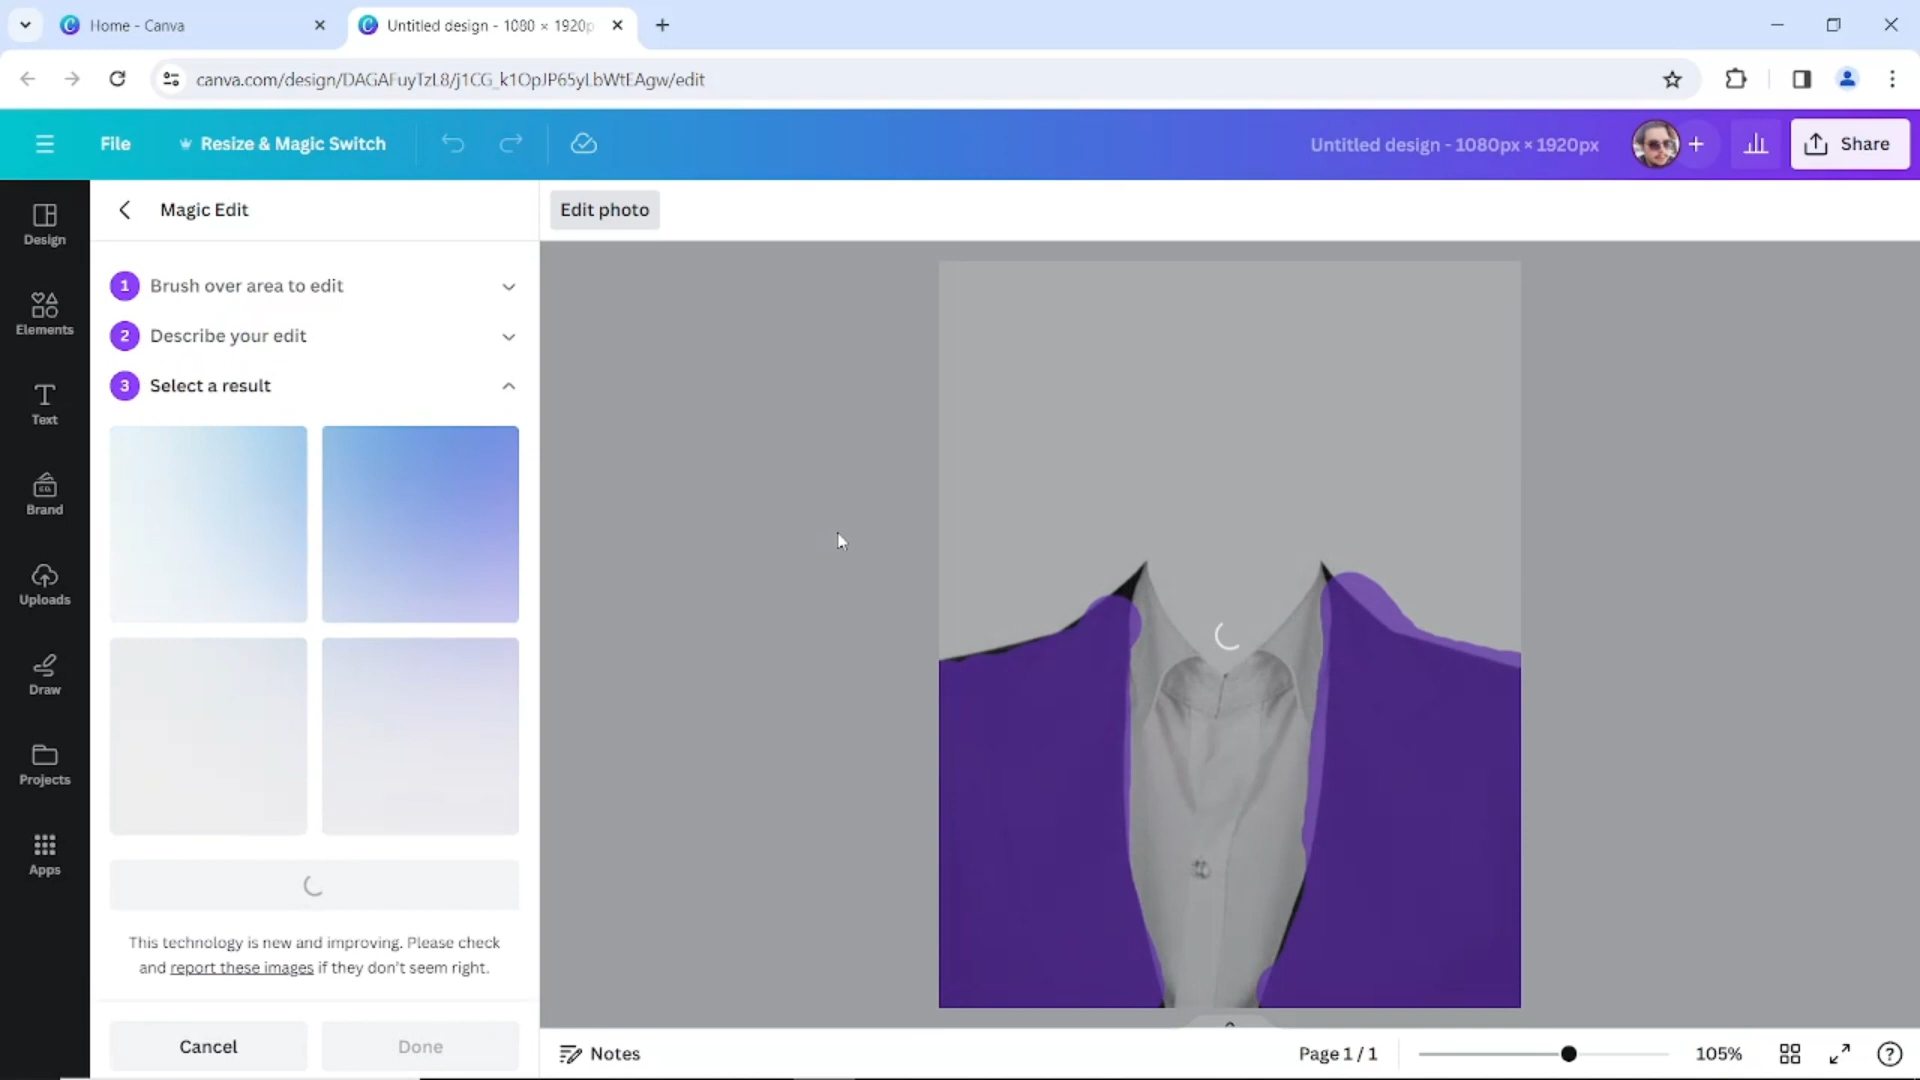 Home - Canva
Untitled design - 1080 × 1920p
canva.com/design/DAGAFuyTzL8/j1CG_k1OpJP65yLbWtEAgw/edit
File
Resize & Magic Switch
Untitled design - 1080px × 1920px
Share
Design
Elements
Text
Brand
Uploads
Draw
Projects
Apps
Magic Edit
1 Brush over area to edit
2 Describe your edit
3 Select a result
This technology is new and improving. Please check
and report these images if they don't seem right.
Cancel
Done
Edit photo
Notes
Page 1 / 1
105%